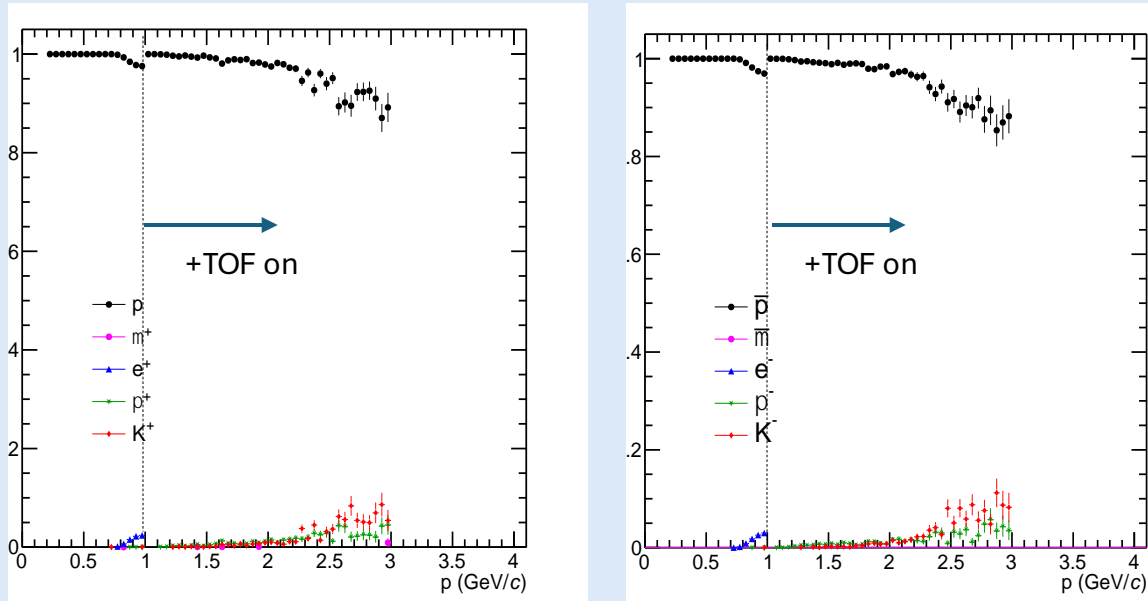 1
8
6
4
2
0
0 0.5 1 1.5 2 2.5 3 3.5 4
p (GeV/c)
+TOF on
p
m+
e+
p+
K+
1
.8
.6
.4
.2
0
0 0.5 1 1.5 2 2.5 3 3.5 4
p (GeV/c)
+TOF on
p̅
m̅
e-
p-
K-